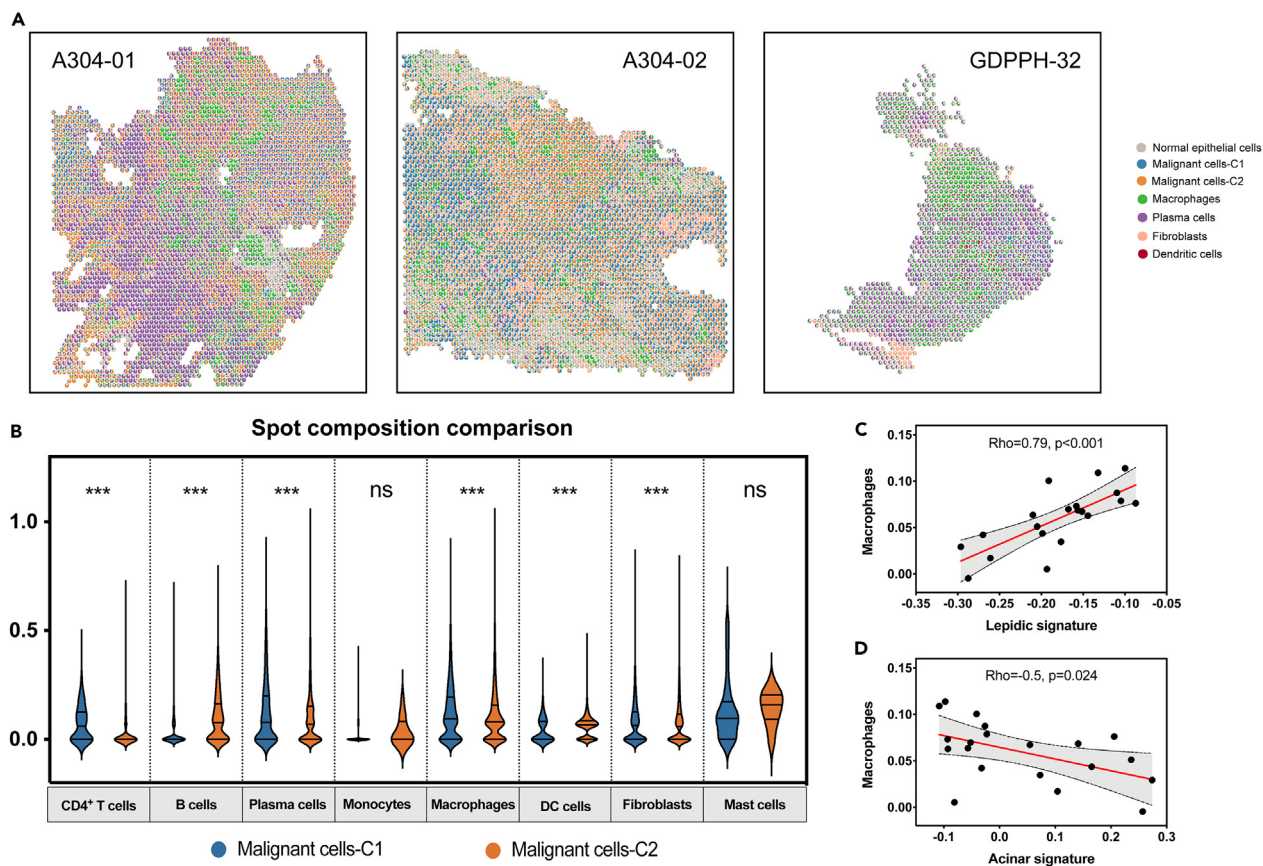 A
A304-01
A304-02
GDPPH-32
Normal epithelial cells
Malignant cells-C1
Malignant cells-C2
Macrophages
Plasma cells
Fibroblasts
Dendritic cells
B
Spot composition comparison
*** *** *** ns *** *** *** ns
1.0
0.5
0.0
CD4⁺ T cells B cells Plasma cells Monocytes Macrophages DC cells Fibroblasts Mast cells
Malignant cells-C1 Malignant cells-C2
C
Rho=0.79, p<0.001
Macrophages
0.15
0.10
0.05
0.00
-0.35 -0.30 -0.25 -0.20 -0.15 -0.10 -0.05
Lepidic signature
D
Rho=-0.5, p=0.024
Macrophages
0.15
0.10
0.05
0.00
-0.1 0.0 0.1 0.2 0.3
Acinar signature